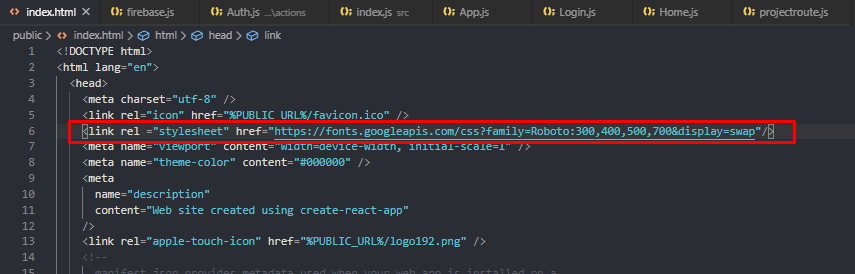 index.html firebase.js Auth.js ...\actions index.js src App.js Login.js Home.js projectroute.js
public > index.html > html > head > link
1 <!DOCTYPE html>
2 <html lang="en">
3 <head>
4 <meta charset="utf-8" />
5 <link rel="icon" href="%PUBLIC_URL%/favicon.ico" />
6 <link rel ="stylesheet" href="https://fonts.googleapis.com/css?family=Roboto:300,400,500,700&display=swap"/>
7 <meta name="viewport" content="width=device-width, initial-scale=1" />
8 <meta name="theme-color" content="#000000" />
9 <meta
10 name="description"
11 content="Web site created using create-react-app"
12 />
13 <link rel="apple-touch-icon" href="%PUBLIC_URL%/logo192.png" />
14 <!--
15 manifest.json provides metadata used when your web app is installed on a